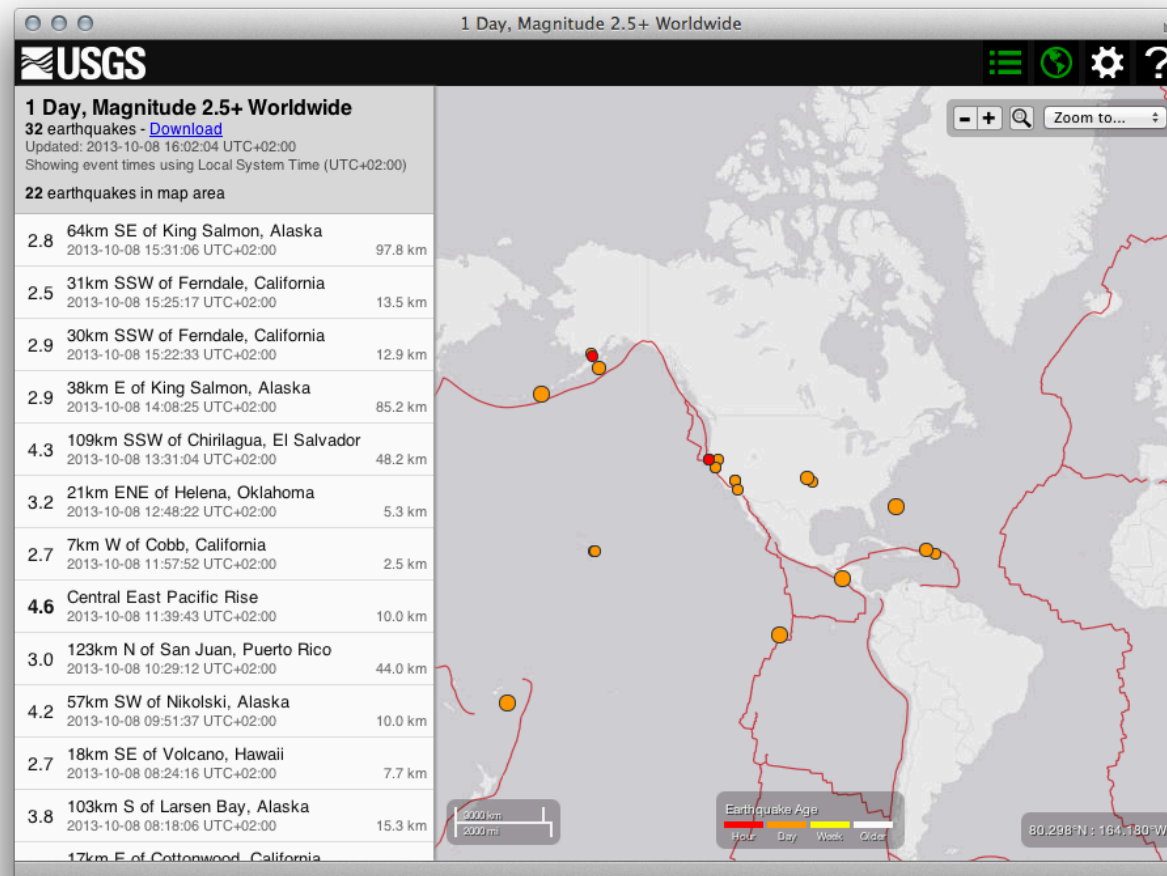 1 Day, Magnitude 2.5+ Worldwide
USGS
?
1 Day, Magnitude 2.5+ Worldwide
32 earthquakes - Download
Updated: 2013-10-08 16:02:04 UTC+02:00
Showing event times using Local System Time (UTC+02:00)
22 earthquakes in map area
2.8 64km SE of King Salmon, Alaska
2013-10-08 15:31:06 UTC+02:00 97.8 km
2.5 31km SSW of Ferndale, California
2013-10-08 15:25:17 UTC+02:00 13.5 km
2.9 30km SSW of Ferndale, California
2013-10-08 15:22:33 UTC+02:00 12.9 km
2.9 38km E of King Salmon, Alaska
2013-10-08 14:08:25 UTC+02:00 85.2 km
4.3 109km SSW of Chirilagua, El Salvador
2013-10-08 13:31:04 UTC+02:00 48.2 km
3.2 21km ENE of Helena, Oklahoma
2013-10-08 12:48:22 UTC+02:00 5.3 km
2.7 7km W of Cobb, California
2013-10-08 11:57:52 UTC+02:00 2.5 km
4.6 Central East Pacific Rise
2013-10-08 11:39:43 UTC+02:00 10.0 km
3.0 123km N of San Juan, Puerto Rico
2013-10-08 10:29:12 UTC+02:00 44.0 km
4.2 57km SW of Nikolski, Alaska
2013-10-08 09:51:37 UTC+02:00 10.0 km
2.7 18km SE of Volcano, Hawaii
2013-10-08 08:24:16 UTC+02:00 7.7 km
3.8 103km S of Larsen Bay, Alaska
2013-10-08 08:18:06 UTC+02:00 15.3 km
17km E of Cottonwood, California
- + Zoom to...
3000 km
2000 mi
Earthquake Age
Hour Day Week Older
80.298°N : 164.180°W